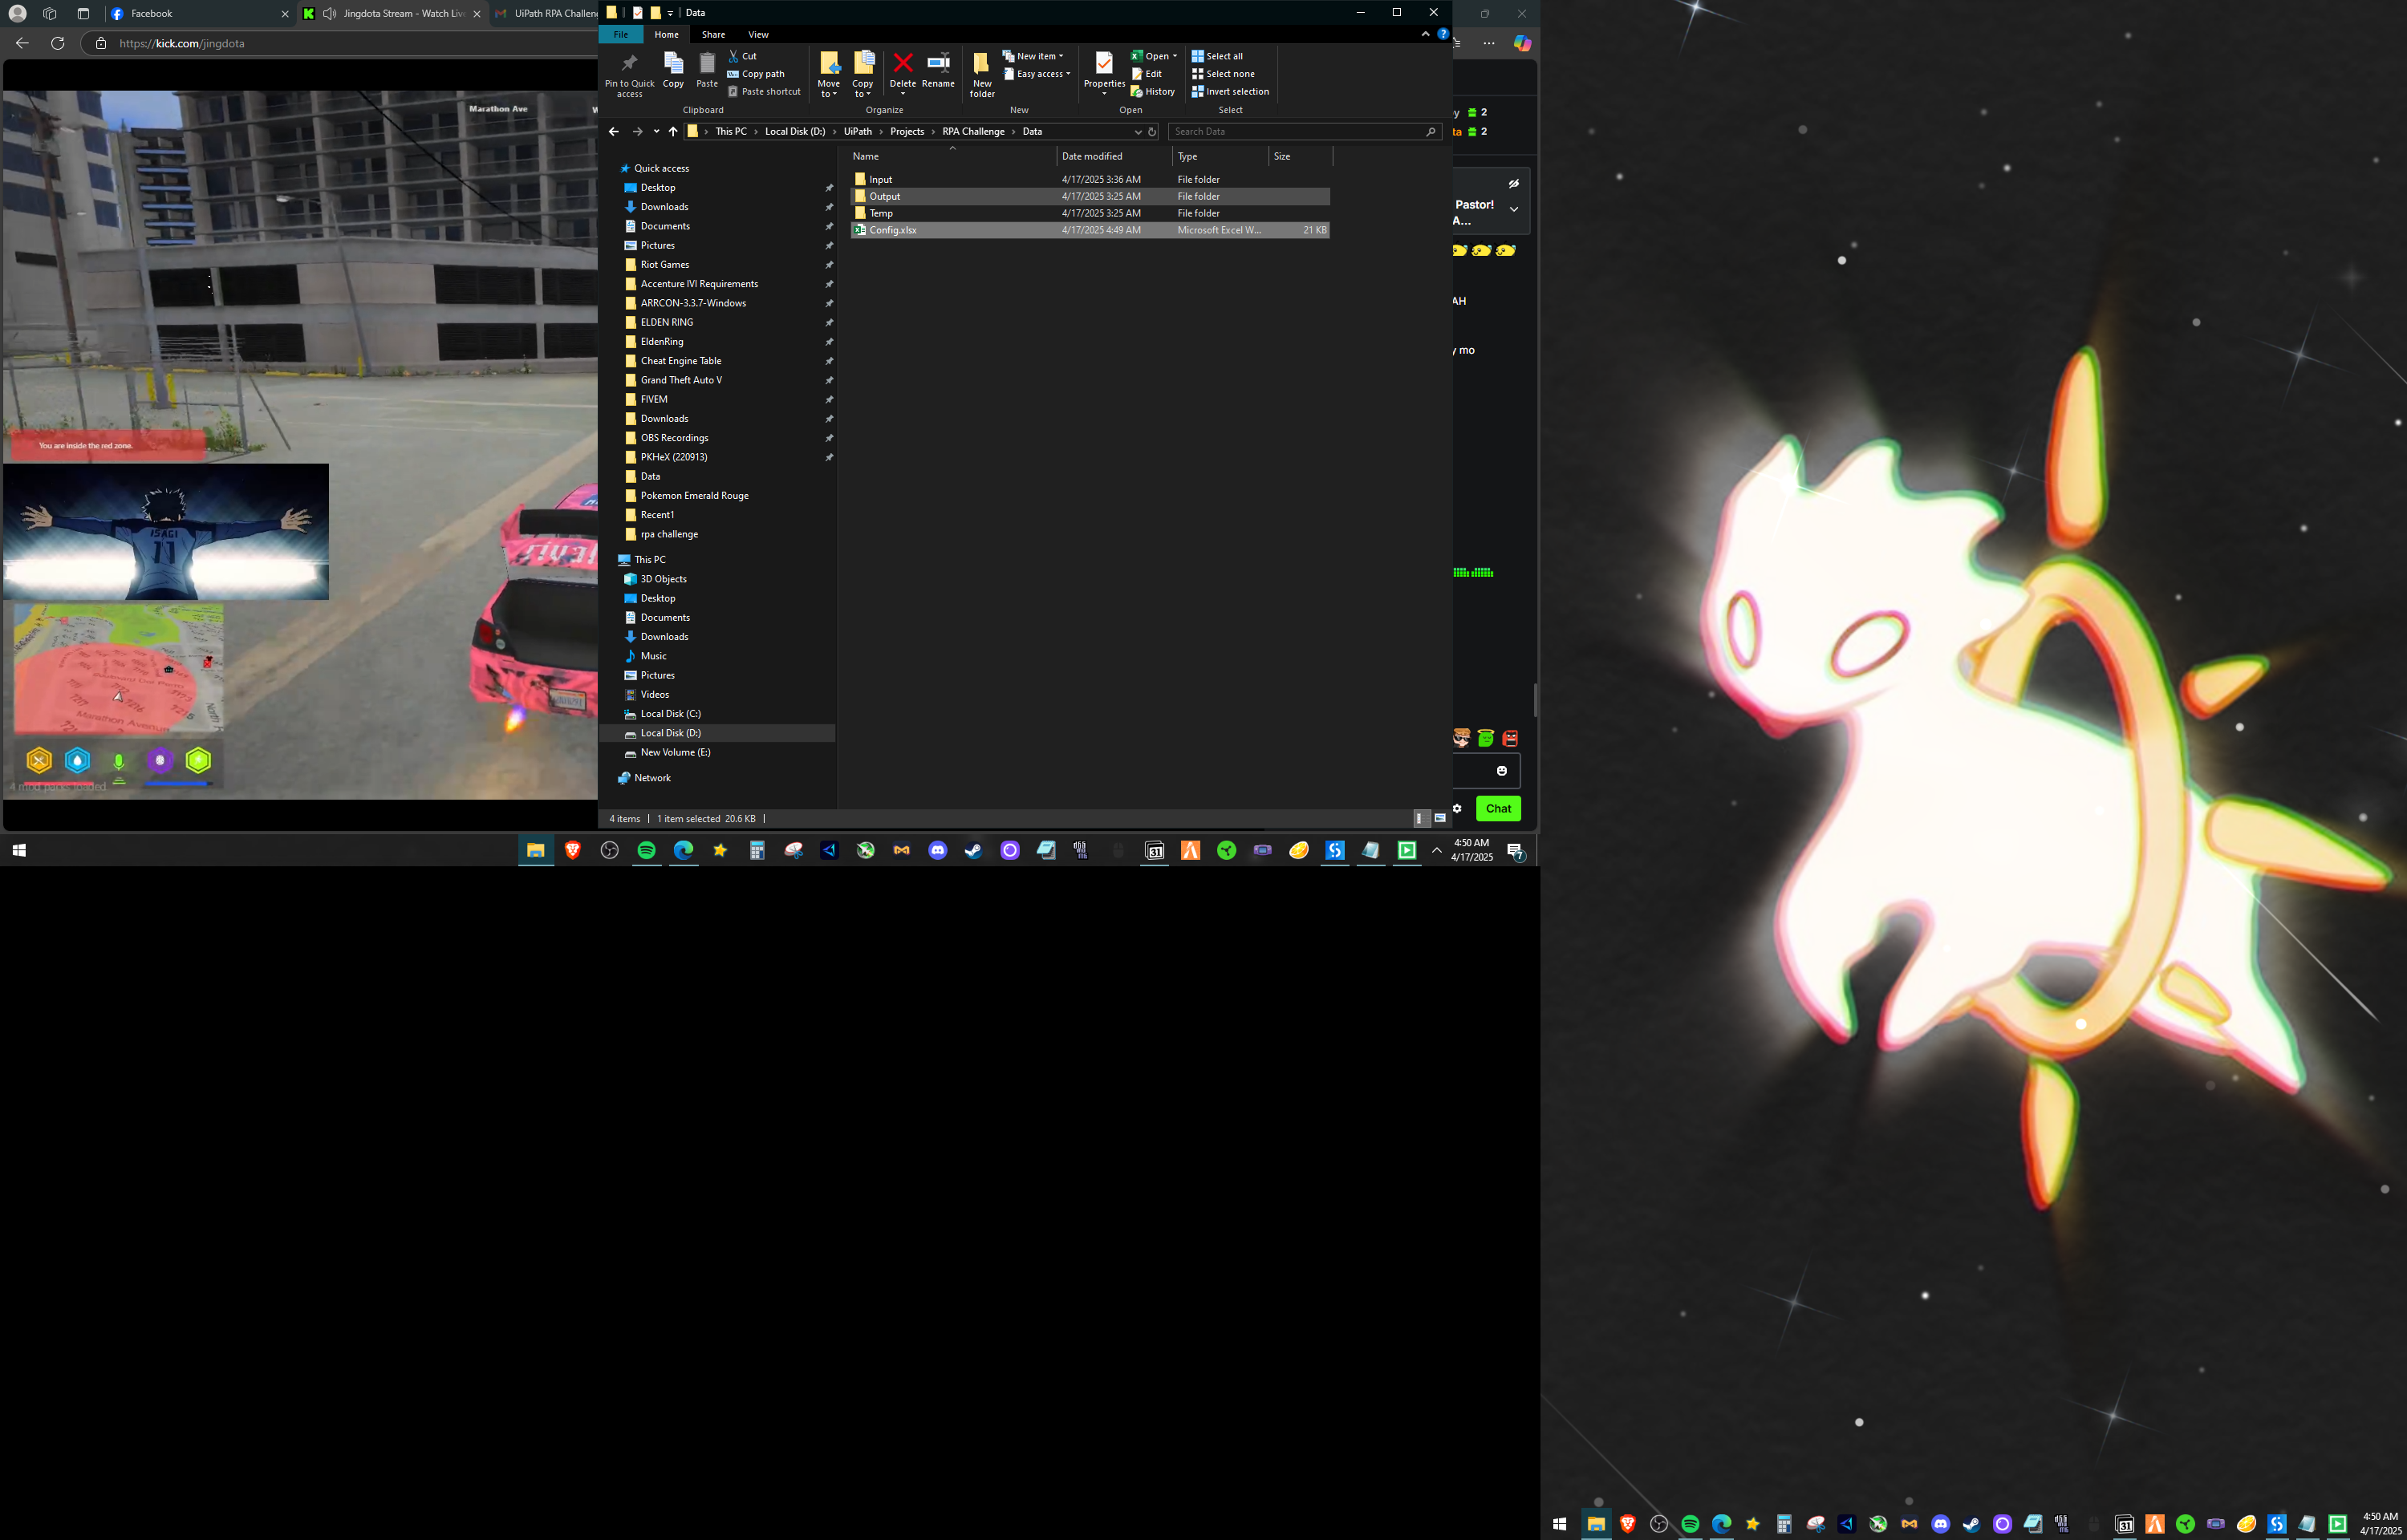 Facebook
Jingdota Stream - Watch Liv
UiPath RPA Challeng
https://kick.com/jingdota
Data
File
Home
Share
View
Pin to Quick access
Copy
Paste
Cut
Copy path
Paste shortcut
Clipboard
Move to
Copy to
Delete
Rename
Organize
New folder
New item
Easy access
New
Properties
Open
Edit
History
Open
Select all
Select none
Invert selection
Select
This PC
Local Disk (D:)
UiPath
Projects
RPA Challenge
Data
Search Data
Quick access
Desktop
Downloads
Documents
Pictures
Riot Games
Accenture IVI Requirements
ARRCON-3.3.7-Windows
ELDEN RING
EldenRing
Cheat Engine Table
Grand Theft Auto V
FIVEM
Downloads
OBS Recordings
PKHeX (220913)
Data
Pokemon Emerald Rouge
Recent1
rpa challenge
This PC
3D Objects
Desktop
Documents
Downloads
Music
Pictures
Videos
Local Disk (C:)
Local Disk (D:)
New Volume (E:)
Network
Name Date modified Type Size
Input 4/17/2025 3:36 AM File folder
Output 4/17/2025 3:25 AM File folder
Temp 4/17/2025 3:25 AM File folder
Config.xlsx 4/17/2025 4:49 AM Microsoft Excel W... 21 KB
4 items 1 item selected 20.6 KB
Marathon Ave
You are inside the red zone.
ISAGI
11
Marathon Avenue
4 mod packs loaded
y 2
ta 2
Pastor!
A...
AH
y mo
Chat
4:50 AM
4/17/2025
7
31
31
4:50 AM
4/17/202